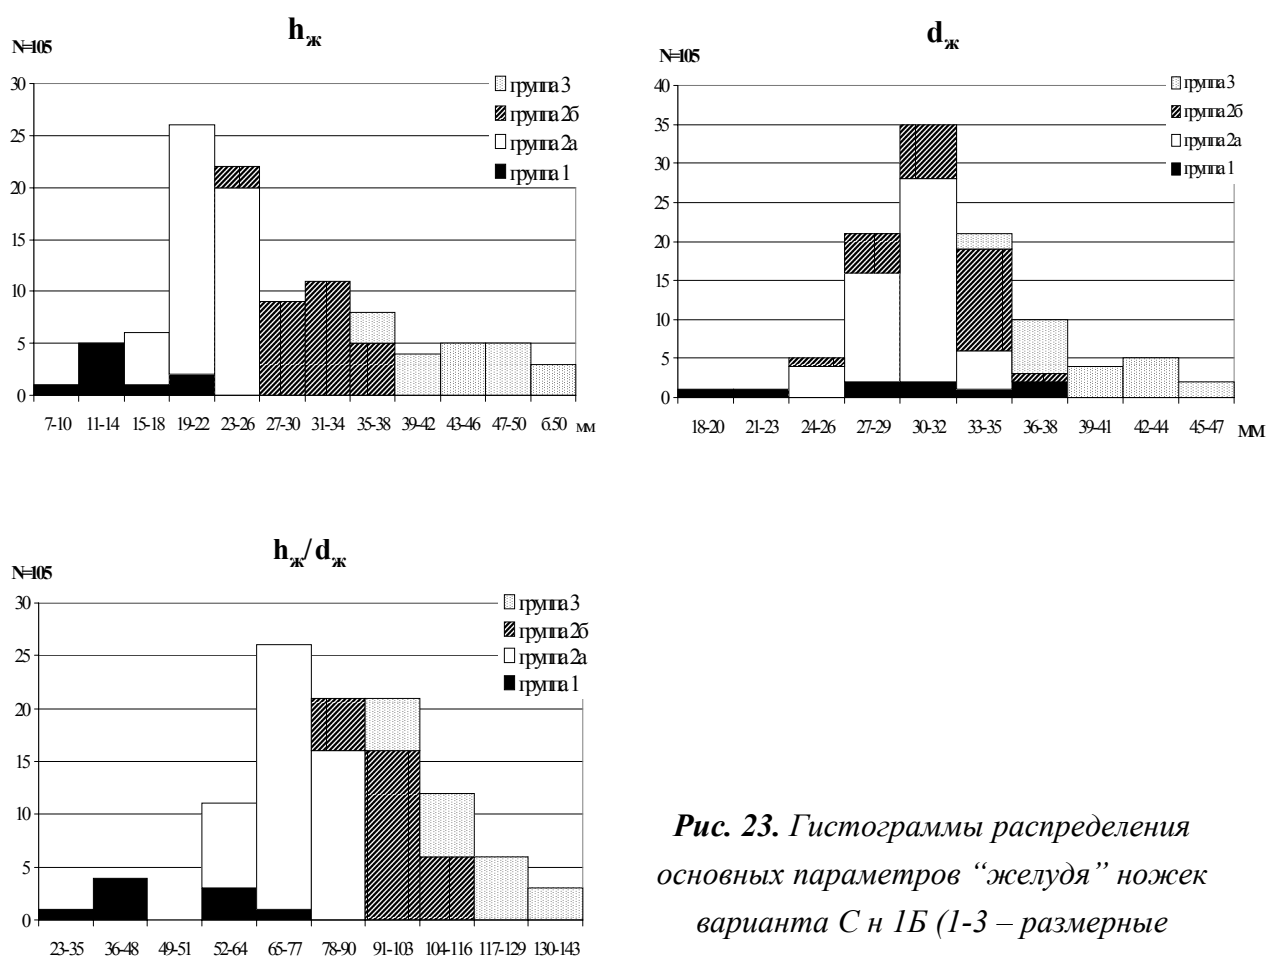 hж
N=105
30
25
20
15
10
5
0
группа 3
группа 2б
группа 2а
группа 1
7-10 11-14 15-18 19-22 23-26 27-30 31-34 35-38 39-42 43-46 47-50 б.50 мм
dж
N=105
40
35
30
25
20
15
10
5
0
группа 3
группа 2б
группа 2а
группа 1
18-20 21-23 24-26 27-29 30-32 33-35 36-38 39-41 42-44 45-47 мм
hж/dж
N=105
30
25
20
15
10
5
0
группа 3
группа 2б
группа 2а
группа 1
23-35 36-48 49-51 52-64 65-77 78-90 91-103 104-116 117-129 130-143
Рис. 23. Гистограммы распределения
основных параметров “желудя” ножек
варианта С н 1Б (1-3 – размерные